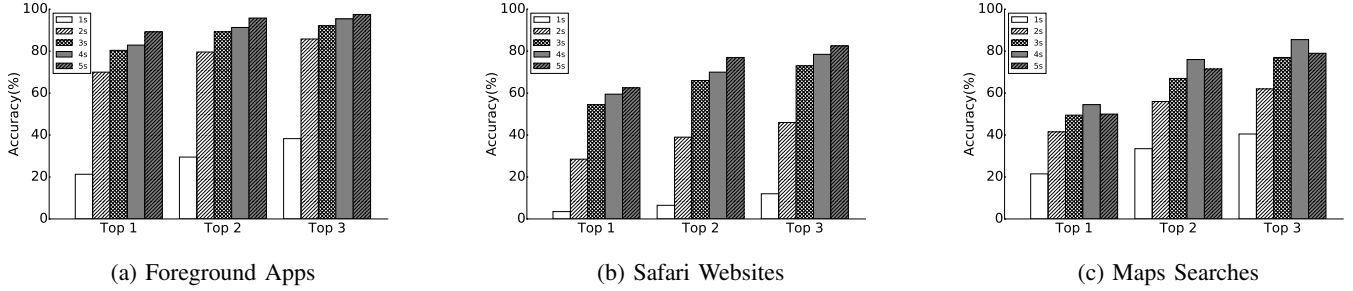 100
80
60
40
20
0
Accuracy(%)
1s
2s
3s
4s
5s
Top 1
Top 2
Top 3
(a) Foreground Apps
100
80
60
40
20
0
Accuracy(%)
1s
2s
3s
4s
5s
Top 1
Top 2
Top 3
(b) Safari Websites
100
80
60
40
20
0
Accuracy(%)
1s
2s
3s
4s
5s
Top 1
Top 2
Top 3
(c) Maps Searches